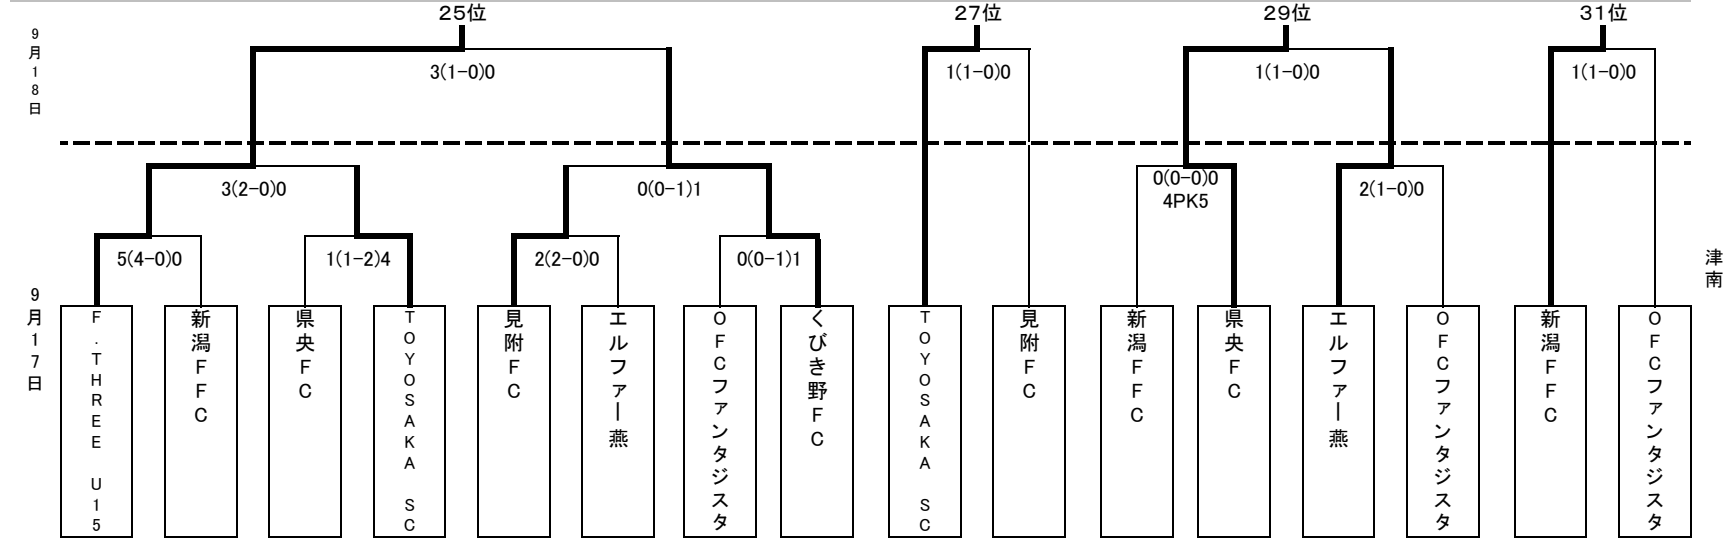 25位
27位
29位
31位
9月18日
3(1-0)0
1(1-0)0
1(1-0)0
1(1-0)0
3(2-0)0
0(0-1)1
0(0-0)0
4PK5
2(1-0)0
5(4-0)0
1(1-2)4
2(2-0)0
0(0-1)1
9月17日
F.THREE U15
新潟FFC
県央FC
TOYOSAKA SC
見附FC
エルファー燕
OFCファンタジスタ
くびき野FC
TOYOSAKA SC
見附FC
新潟FFC
県央FC
エルファー燕
OFCファンタジスタ
新潟FFC
OFCファンタジスタ
津南